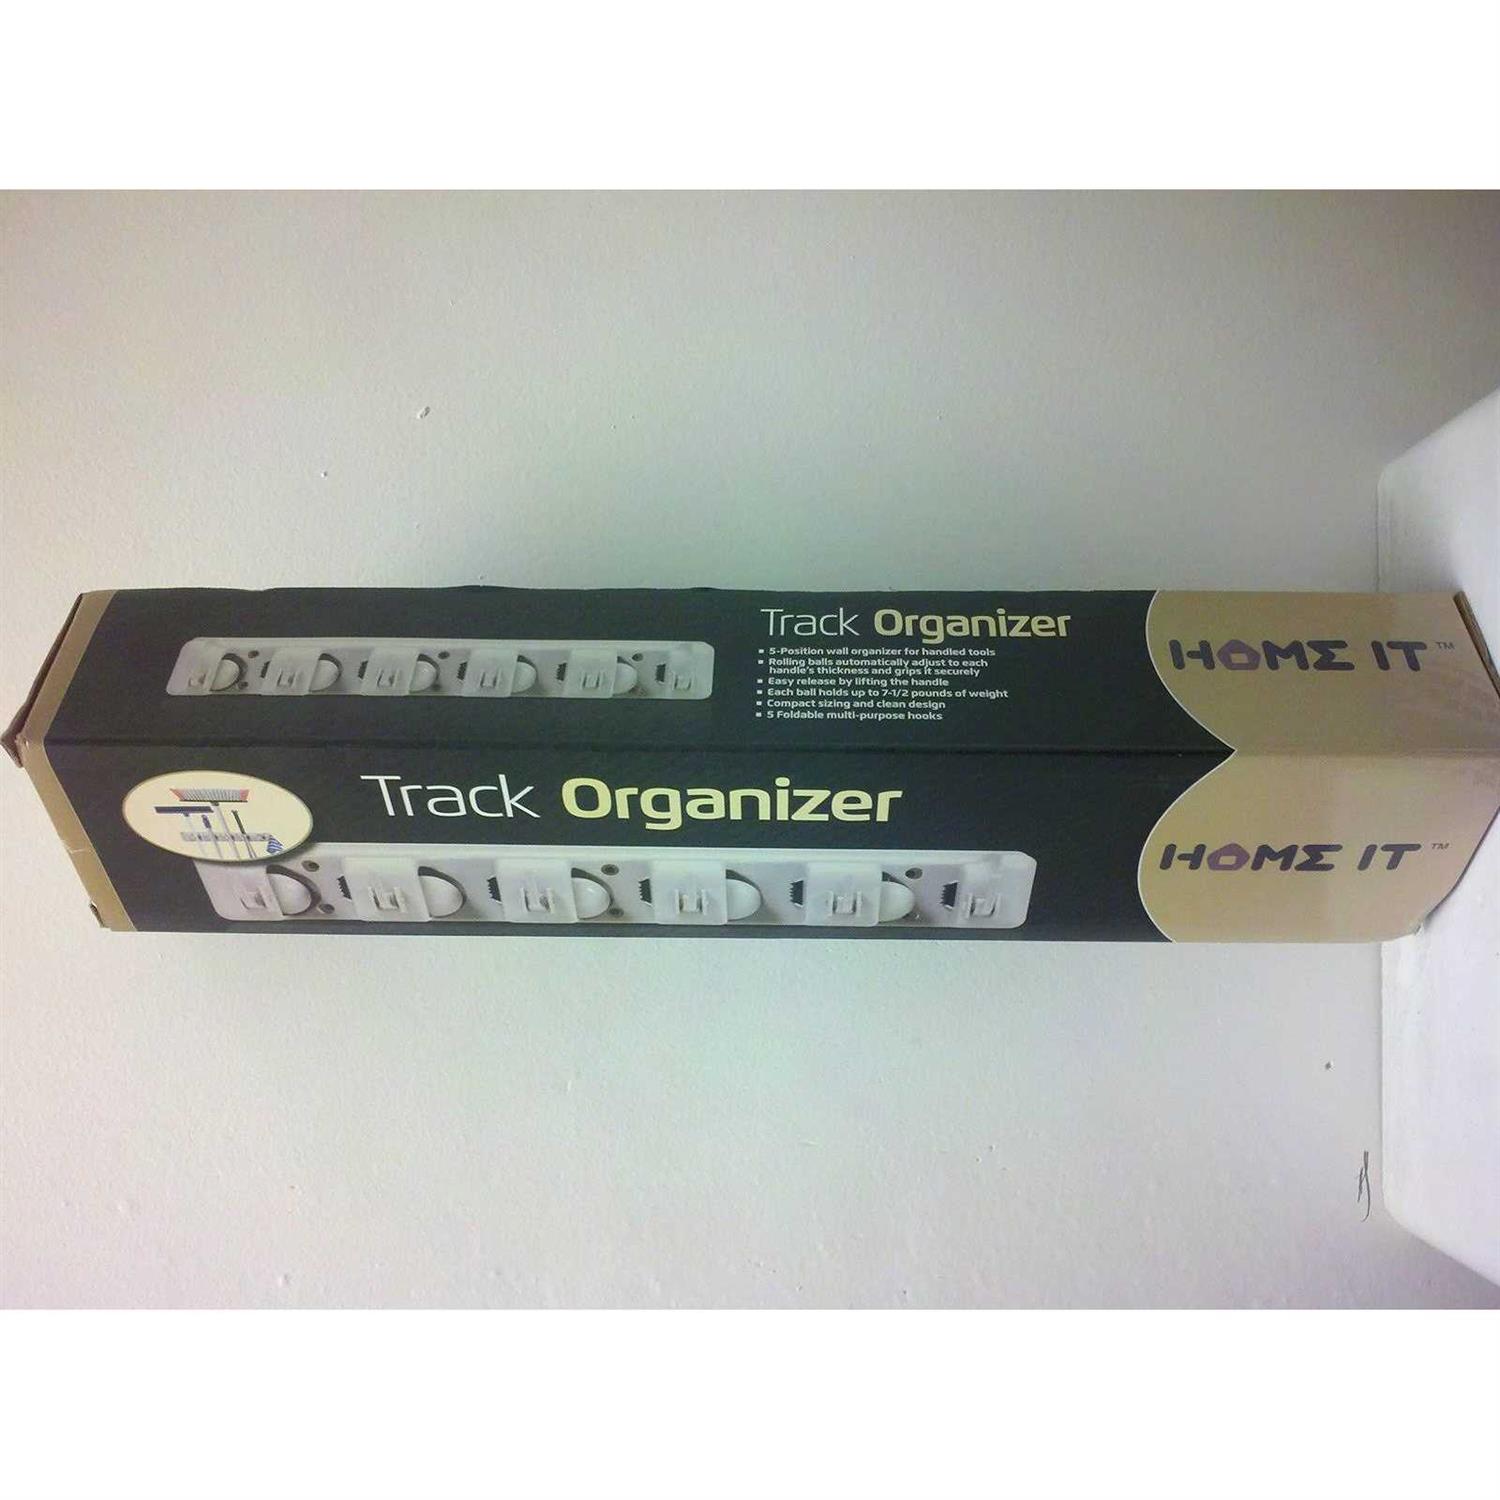 Track Organizer
▪ 5-Position wall organizer for handled tools
▪ Rolling balls automatically adjust to each
handle's thickness and grips it securely
▪ Easy release by lifting the handle
▪ Each ball holds up to 7-1/2 pounds of weight
▪ Compact sizing and clean design
▪ 5 Foldable multi-purpose hooks
HOME IT™
Track Organizer
HOME IT™